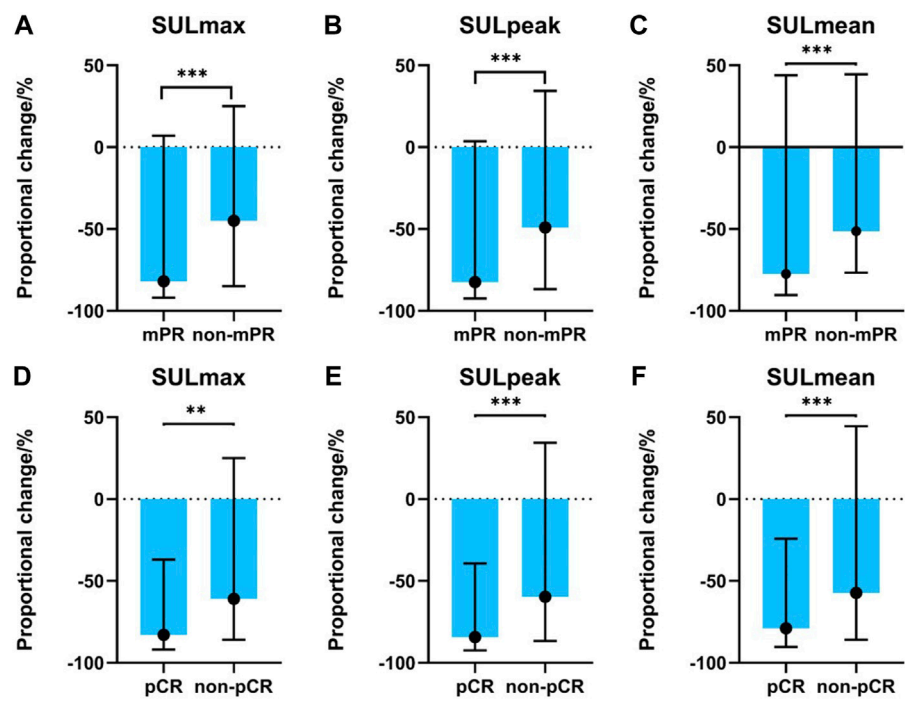 A SULmax
B SULpeak
C SULmean
Proportional change/%
50
0
-50
-100
***
mPR non-mPR
Proportional change/%
50
0
-50
-100
***
mPR non-mPR
Proportional change/%
50
0
-50
-100
***
mPR non-mPR
D SULmax
E SULpeak
F SULmean
Proportional change/%
50
0
-50
-100
**
pCR non-pCR
Proportional change/%
50
0
-50
-100
***
pCR non-pCR
Proportional change/%
50
0
-50
-100
***
pCR non-pCR